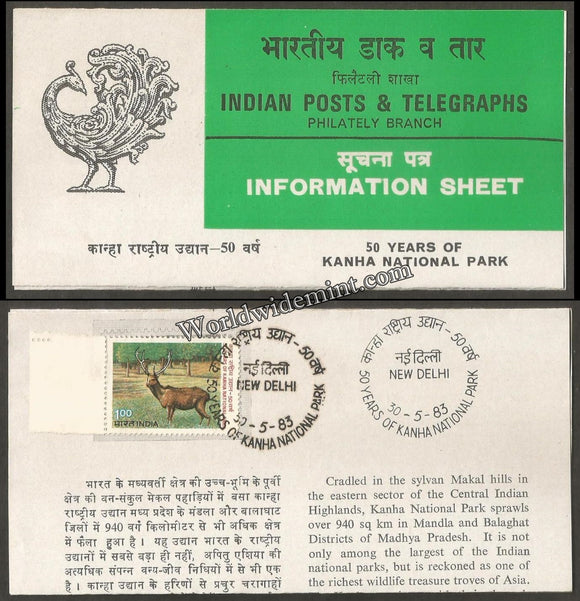 भारतीय डाक व तार
फिलैटली शाखा
INDIAN POSTS & TELEGRAPHS
PHILATELY BRANCH
सूचना पत्र
INFORMATION SHEET
कान्हा राष्ट्रीय उद्यान—50 वर्ष
50 YEARS OF
KANHA NATIONAL PARK
Worldwidemint.com
कान्हा राष्ट्रीय उद्यान-50 वर्ष
नई दिल्ली
NEW DELHI
30-5-83
50 YEARS OF KANHA NATIONAL PARK
1.00
भारत INDIA
कान्हा राष्ट्रीय उद्यान-50 वर्ष
नई दिल्ली
NEW DELHI
30-5-83
50 YEARS OF KANHA NATIONAL PARK
भारत के मध्यवर्ती क्षेत्र की उच्च-भूमि के पूर्वी
क्षेत्र की वन-संकुल मेकल पहाड़ियों में बसा कान्हा
राष्ट्रीय उद्यान मध्य प्रदेश के मंडला और बालाघाट
जिलों में 940 वर्ग किलोमीटर से भी अधिक क्षेत्र
में फैला हुआ है । यह उद्यान भारत के राष्ट्रीय
उद्यानों में सबसे बड़ा ही नहीं, अपितु एशिया की
अत्यधिक संपन्न वन्य-जीव निधियों में से भी एक
है । कान्हा उद्यान के हरिणों से प्रचुर चरागाहों
Cradled in the sylvan Makal hills in
the eastern sector of the Central Indian
Highlands, Kanha National Park sprawls
over 940 sq km in Mandla and Balaghat
Districts of Madhya Pradesh. It is not
only among the largest of the Indian
national parks, but is reckoned as one of
the richest wildlife treasure troves of Asia.